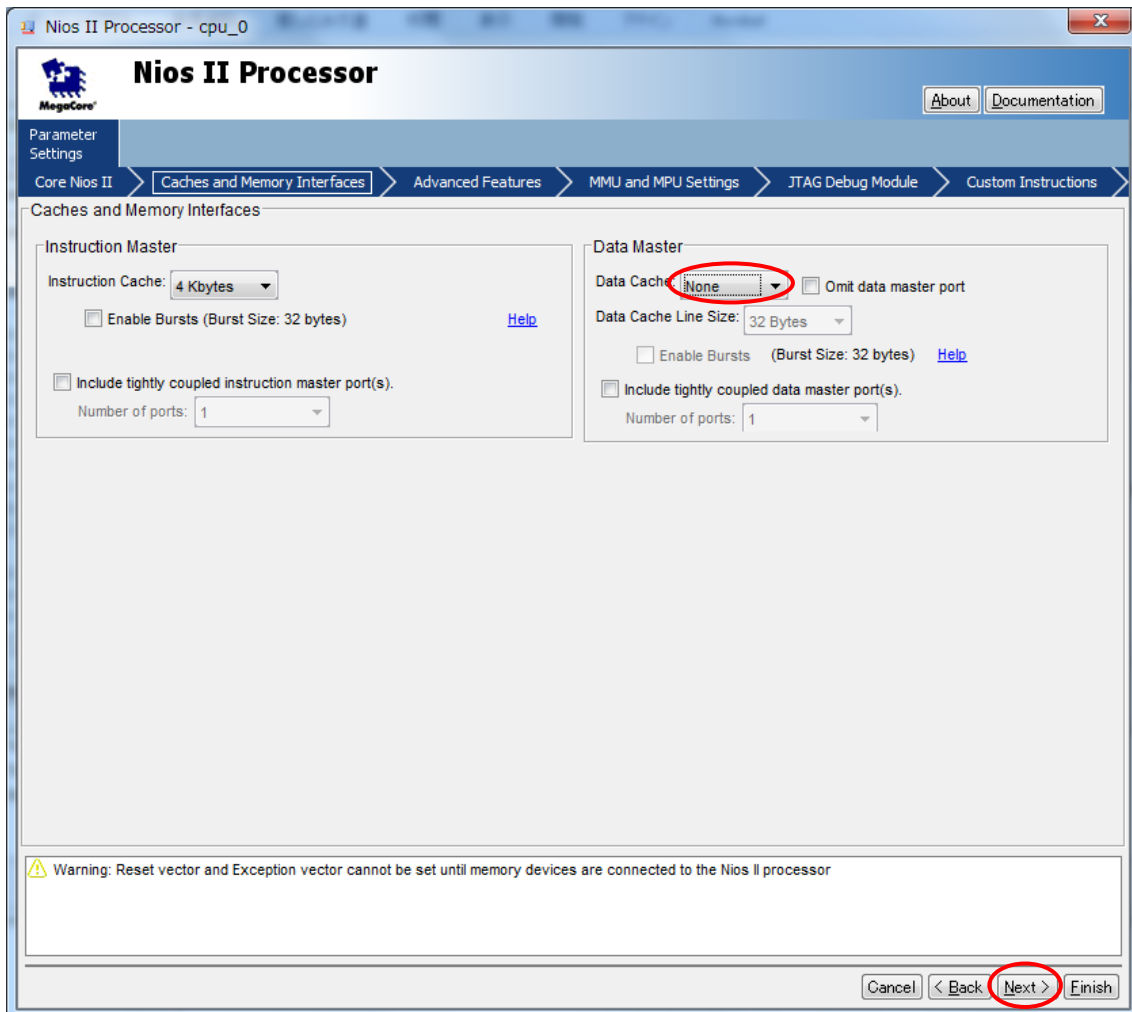 Nios II Processor - cpu_0
MegaCore®
Nios II Processor
About Documentation
Parameter
Settings
Core Nios II Caches and Memory Interfaces Advanced Features MMU and MPU Settings JTAG Debug Module Custom Instructions
Caches and Memory Interfaces
Instruction Master
Instruction Cache: 4 Kbytes
Enable Bursts (Burst Size: 32 bytes) Help
Include tightly coupled instruction master port(s).
Number of ports: 1
Data Master
Data Cache: None Omit data master port
Data Cache Line Size: 32 Bytes
Enable Bursts (Burst Size: 32 bytes) Help
Include tightly coupled data master port(s).
Number of ports: 1
Warning: Reset vector and Exception vector cannot be set until memory devices are connected to the Nios II processor
Cancel < Back Next > Finish